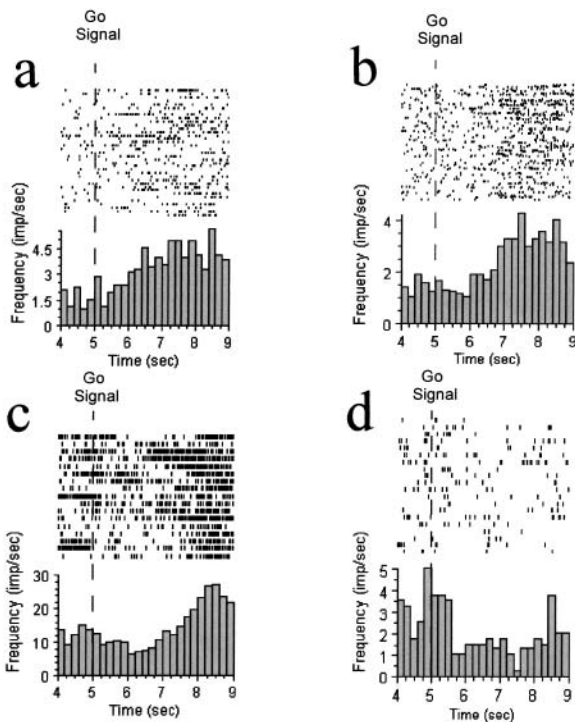 Go
Signal
a
Frequency (imp/sec)
4.5
3
1.5
0
4 5 6 7 8 9
Time (sec)
Go
Signal
b
Frequency (imp/sec)
4
2
0
4 5 6 7 8 9
Time (sec)
Go
Signal
c
Frequency (imp/sec)
30
20
10
0
4 5 6 7 8 9
Time (sec)
Go
Signal
d
Frequency (imp/sec)
5
4
3
2
1
0
4 5 6 7 8 9
Time (sec)